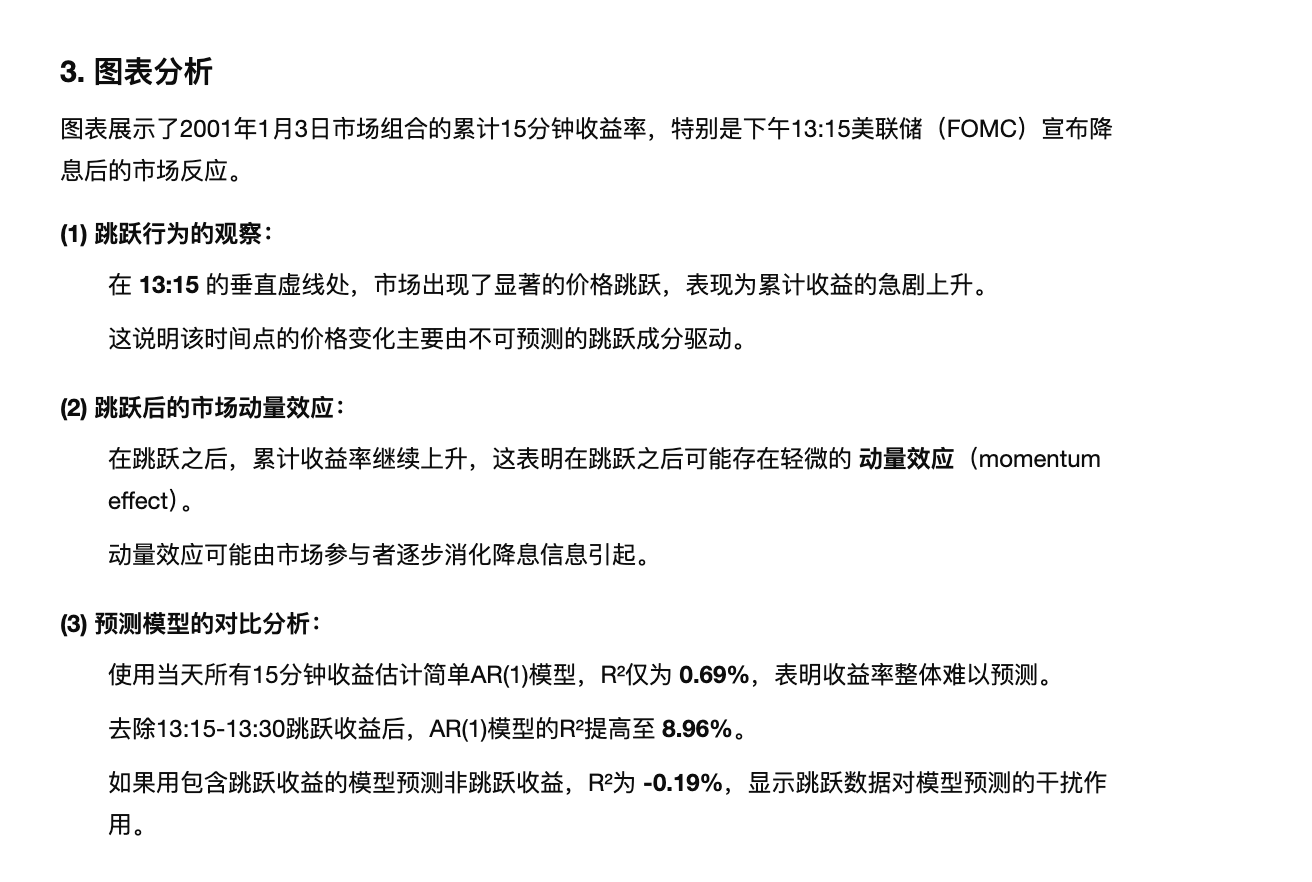 3. 图表分析
图表展示了2001年1月3日市场组合的累计15分钟收益率，特别是下午13:15美联储（FOMC）宣布降
息后的市场反应。
(1) 跳跃行为的观察：
在 13:15 的垂直虚线处，市场出现了显著的价格跳跃，表现为累计收益的急剧上升。
这说明该时间点的价格变化主要由不可预测的跳跃成分驱动。
(2) 跳跃后的市场动量效应：
在跳跃之后，累计收益率继续上升，这表明在跳跃之后可能存在轻微的 动量效应（momentum
effect）。
动量效应可能由市场参与者逐步消化降息信息引起。
(3) 预测模型的对比分析：
使用当天所有15分钟收益估计简单AR(1)模型，R²仅为 0.69%，表明收益率整体难以预测。
去除13:15-13:30跳跃收益后，AR(1)模型的R²提高至 8.96%。
如果用包含跳跃收益的模型预测非跳跃收益，R²为 -0.19%，显示跳跃数据对模型预测的干扰作
用。